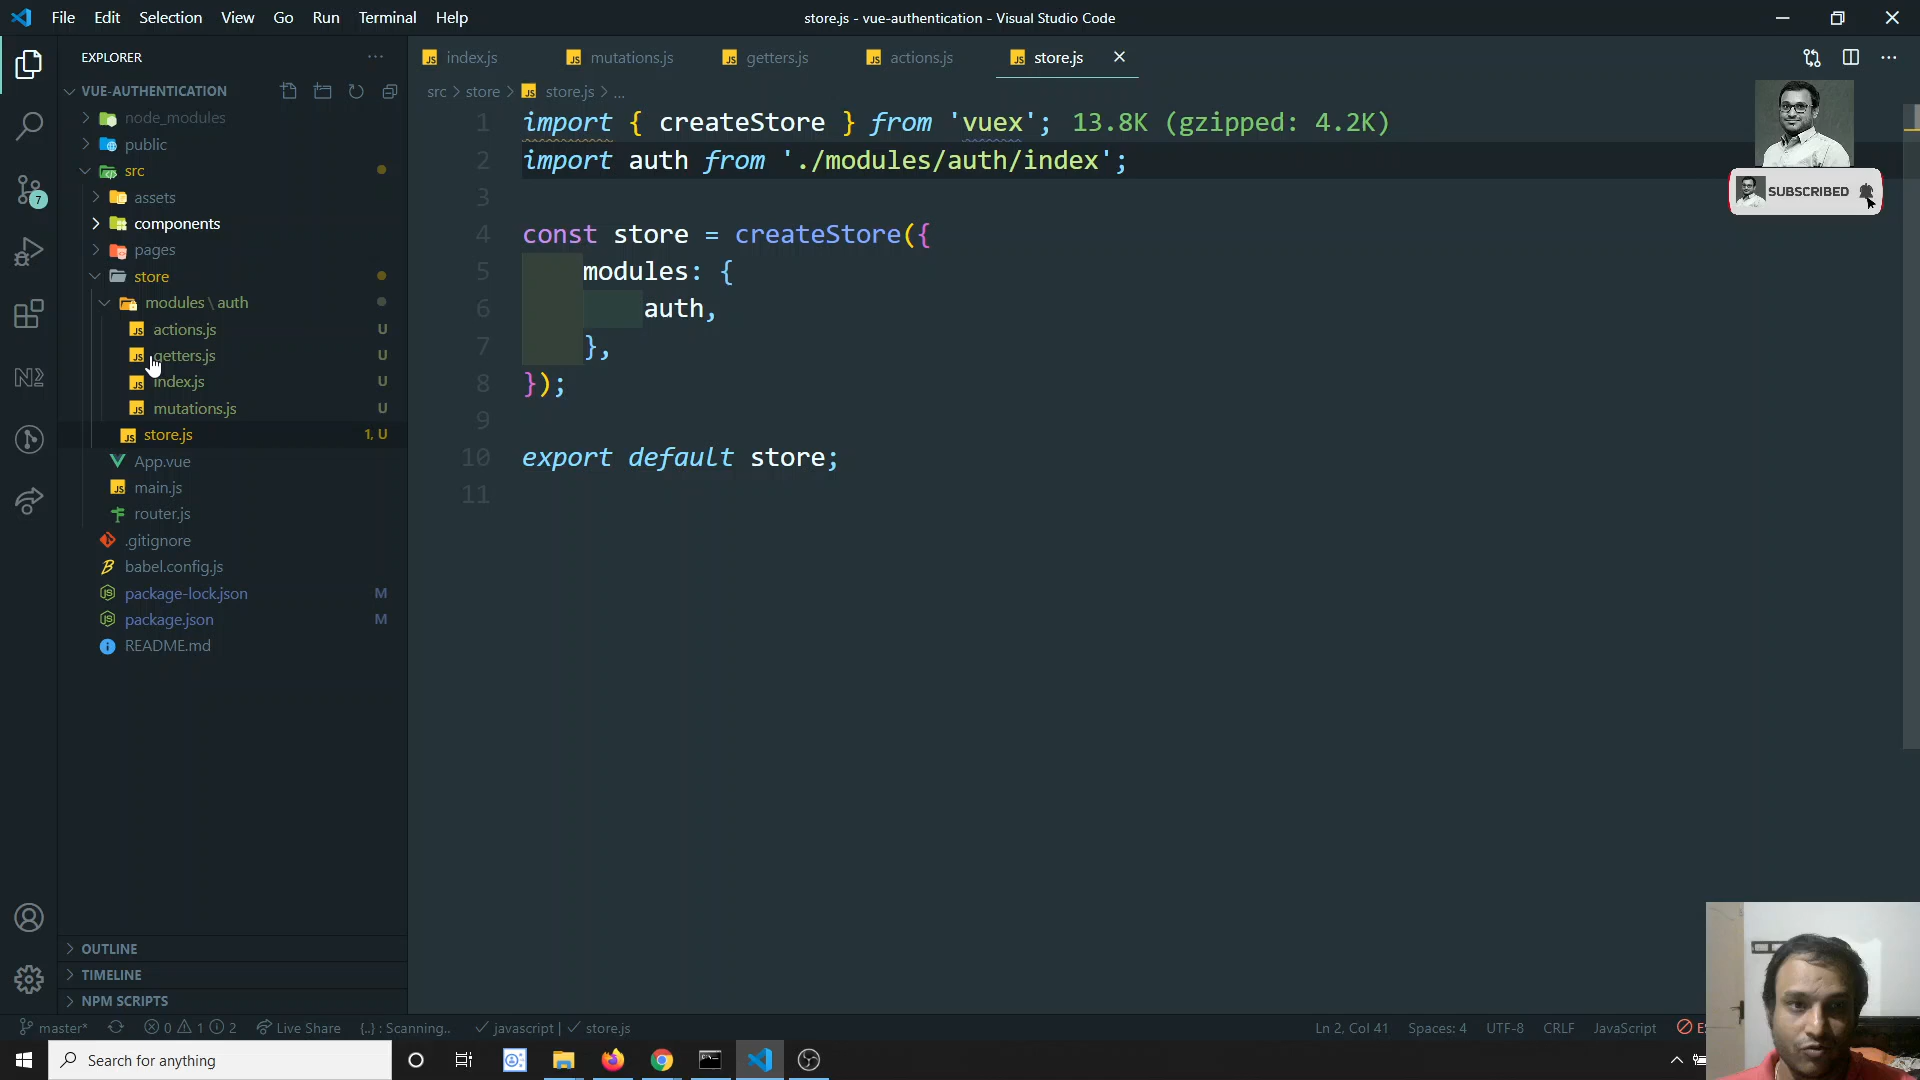 File Edit Selection View Go Run Terminal Help
store.js - vue-authentication - Visual Studio Code
EXPLORER
VUE-AUTHENTICATION
node_modules
public
src
assets
components
pages
store
modules \ auth
actions.js U
getters.js U
index.js U
mutations.js U
store.js 1, U
App.vue
main.js
router.js
.gitignore
babel.config.js
package-lock.json M
package.json M
README.md
OUTLINE
TIMELINE
NPM SCRIPTS
7
index.js mutations.js getters.js actions.js store.js
src > store > store.js > ...
1 import { createStore } from 'vuex'; 13.8K (gzipped: 4.2K)
2 import auth from './modules/auth/index';
3
4 const store = createStore({
5 modules: {
6 auth,
7 },
8 });
9
10 export default store;
11
SUBSCRIBED
master* 0 1 2 Live Share {..} : Scanning.. javascript | store.js Ln 2, Col 41 Spaces: 4 UTF-8 CRLF JavaScript
Search for anything